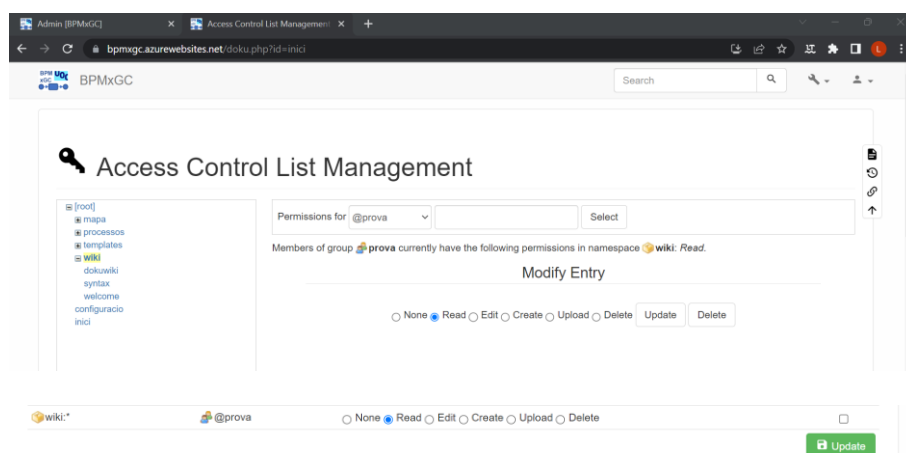 Admin [BPMxGC]
Access Control List Management
bpmxgc.azurewebsites.net/doku.php?id=inici
L
BPM UOC
xGC
BPMxGC
Search
Access Control List Management
[root]
mapa
processos
templates
wiki
dokuwiki
syntax
welcome
configuracio
inici
Permissions for @prova Select
Members of group prova currently have the following permissions in namespace wiki: Read.
Modify Entry
None Read Edit Create Upload Delete Update Delete
wiki:* @prova None Read Edit Create Upload Delete
Update